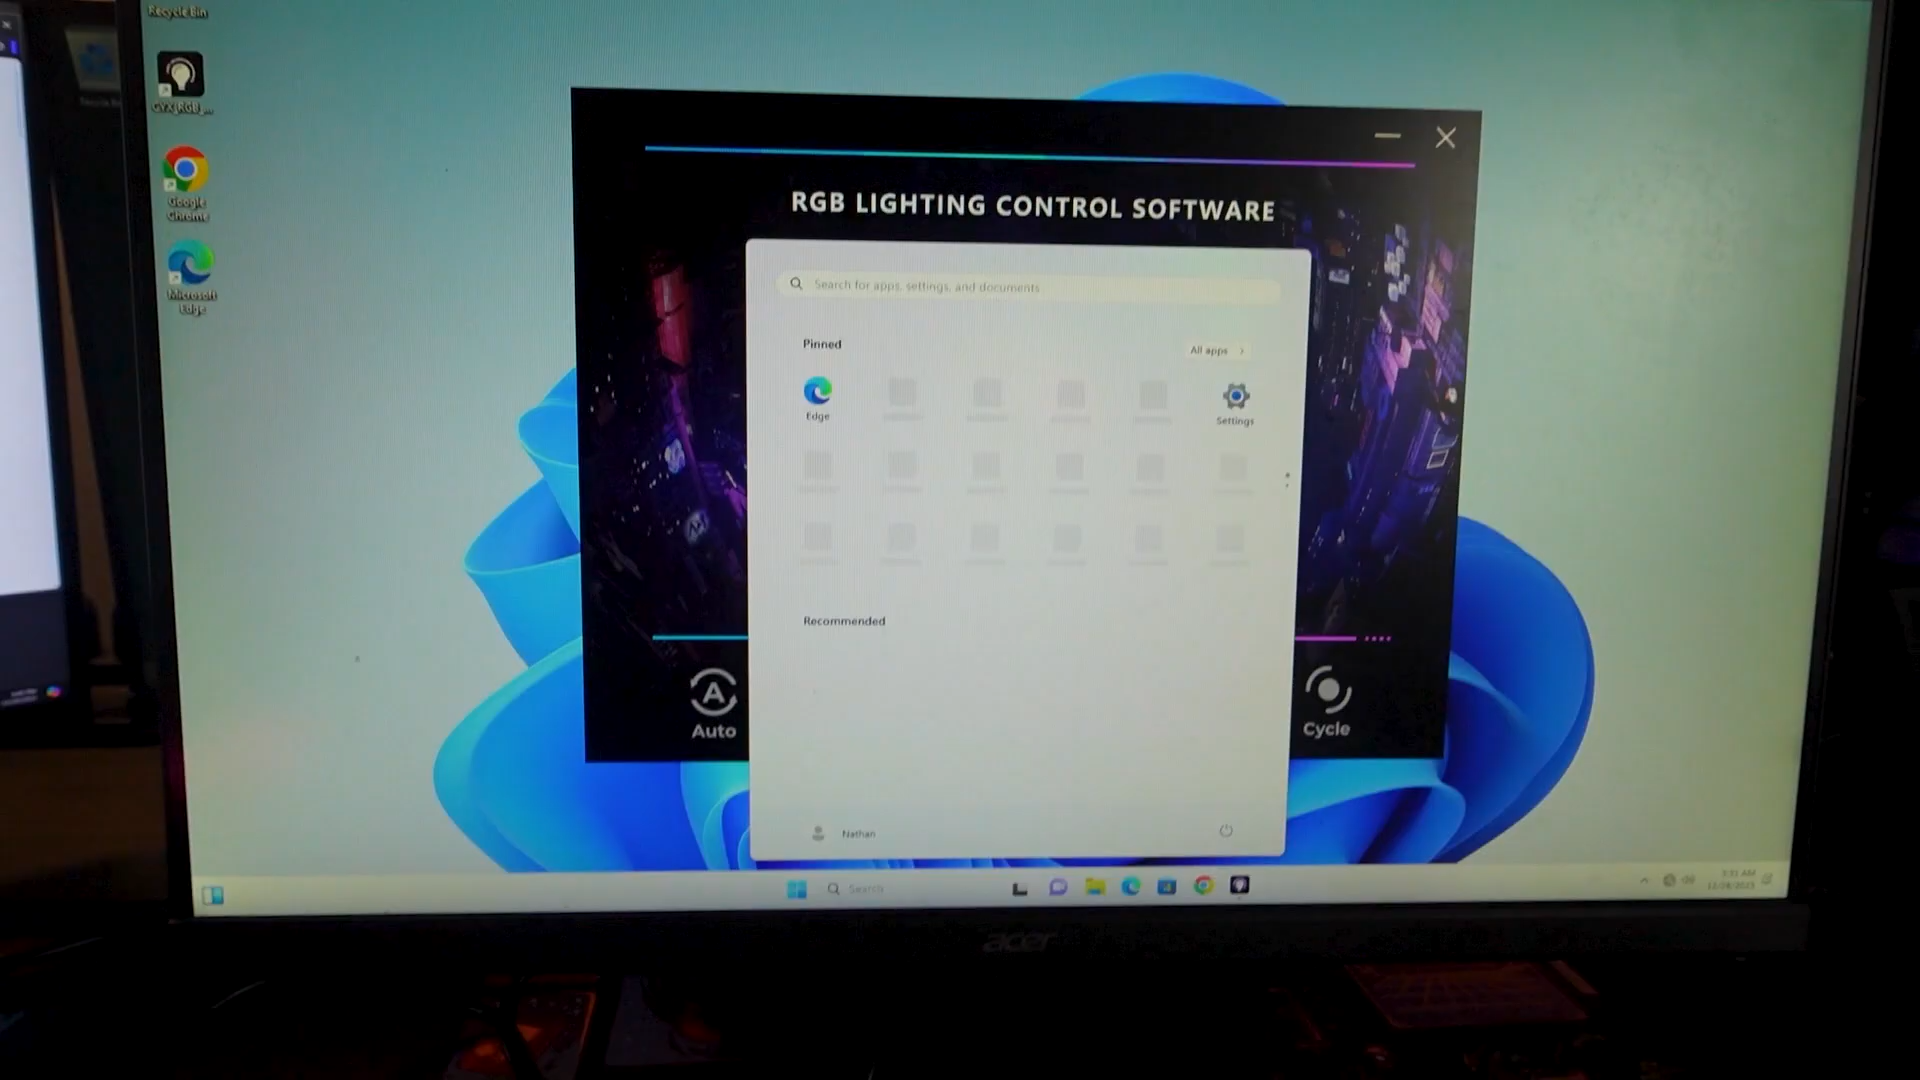 Recycle Bin
GYX_RGB_...
Google
Chrome
Microsoft
Edge
RGB LIGHTING CONTROL SOFTWARE
Search for apps, settings, and documents
Pinned
All apps
Edge
Settings
Recommended
A
Auto
Cycle
Nathan
Search
acer